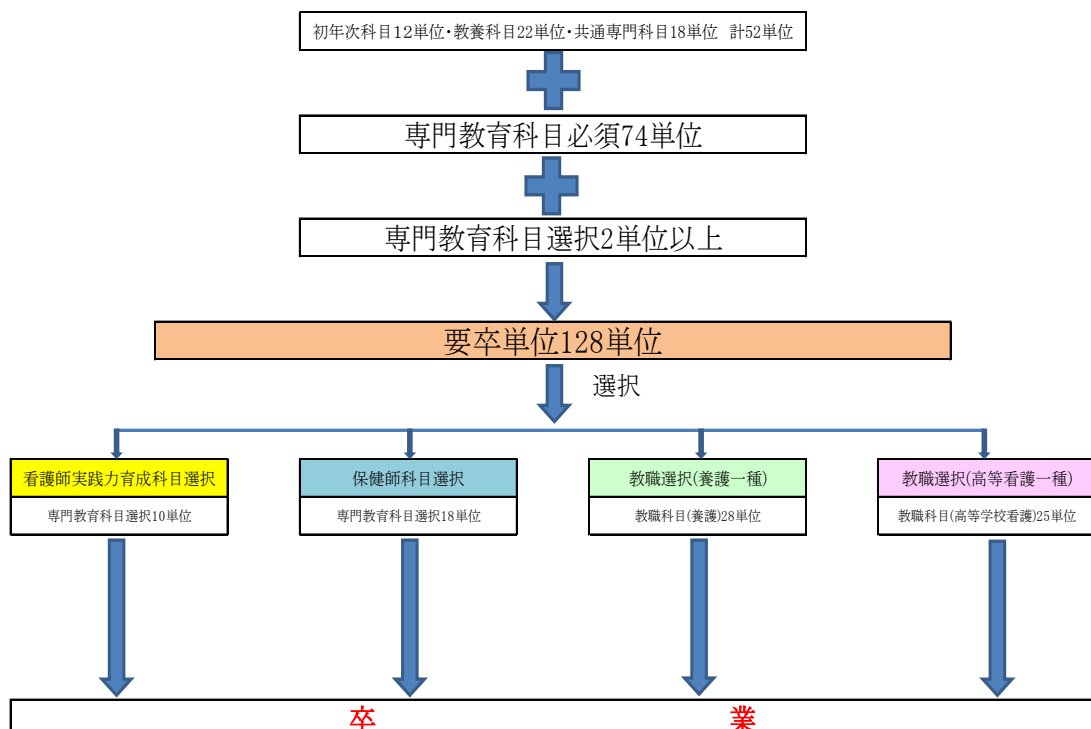 初年次科目12単位・教養科目22単位・共通専門科目18単位　計52単位
専門教育科目必須74単位
専門教育科目選択2単位以上
要卒単位128単位
選択
看護師実践力育成科目選択
専門教育科目選択10単位
保健師科目選択
専門教育科目選択18単位
教職選択(養護一種)
教職科目(養護)28単位
教職選択(高等看護一種)
教職科目(高等学校看護)25単位
卒　業